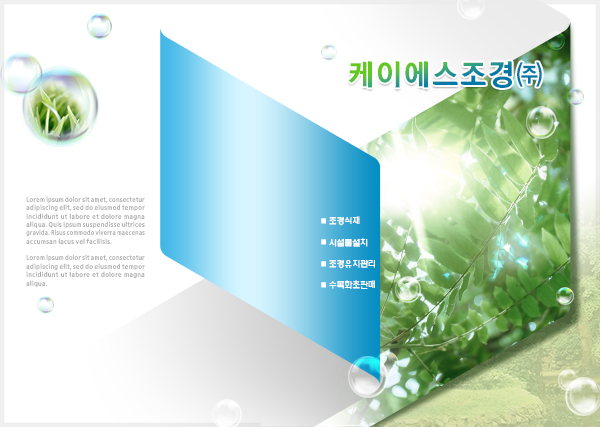 케이에스조경(주)
Lorem ipsum dolor sit amet, consectetur
adipiscing elit, sed do eiusmod tempor
incididunt ut labore et dolore magna
aliqua. Quis ipsum suspendisse ultrices
gravida. Risus commodo viverra maecenas
accumsan lacus vel facilisis.
Lorem ipsum dolor sit amet, consectetur
adipiscing elit, sed do eiusmod tempor
incididunt ut labore et dolore magna
aliqua.
■ 조경식재
■ 시설물설치
■ 조경유지관리
■ 수목화초판매